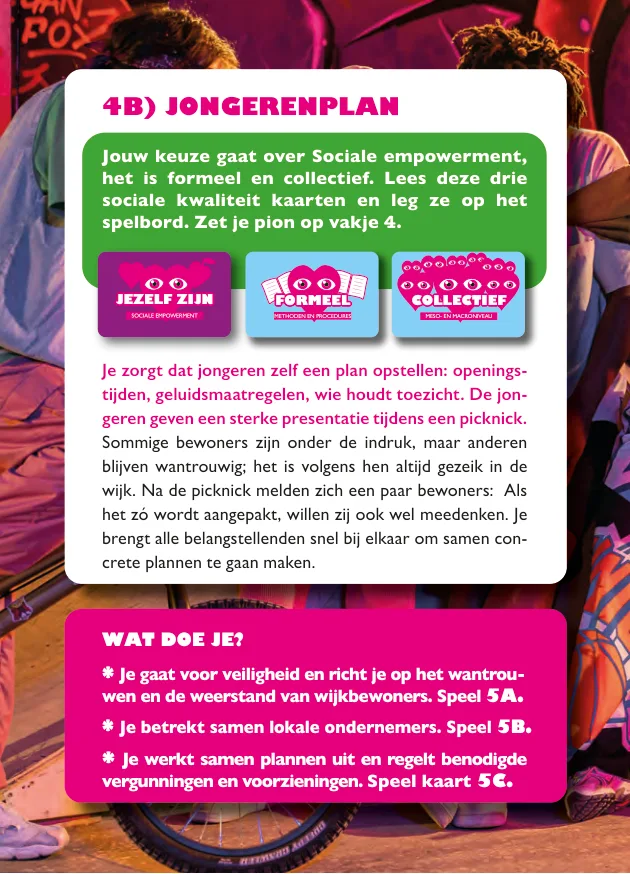 GAN
FOX
4B) JONGERENPLAN
Jouw keuze gaat over Sociale empowerment,
het is formeel en collectief. Lees deze drie
sociale kwaliteit kaarten en leg ze op het
spelbord. Zet je pion op vakje 4.
JEZELF ZIJN
SOCIALE EMPOWERMENT
FORMEEL
METHODEN EN PROCEDURES
COLLECTIEF
MESO- EN MACRONIVEAU
Je zorgt dat jongeren zelf een plan opstellen: openings-
tijden, geluidsmaatregelen, wie houdt toezicht. De jon-
geren geven een sterke presentatie tijdens een picknick.
Sommige bewoners zijn onder de indruk, maar anderen
blijven wantrouwig; het is volgens hen altijd gezeik in de
wijk. Na de picknick melden zich een paar bewoners:  Als
het zó wordt aangepakt, willen zij ook wel meedenken. Je
brengt alle belangstellenden snel bij elkaar om samen con-
crete plannen te gaan maken.
WAT DOE JE?
* Je gaat voor veiligheid en richt je op het wantrou-
wen en de weerstand van wijkbewoners. Speel 5A.
* Je betrekt samen lokale ondernemers. Speel 5B.
* Je werkt samen plannen uit en regelt benodigde
vergunningen en voorzieningen. Speel kaart 5C.